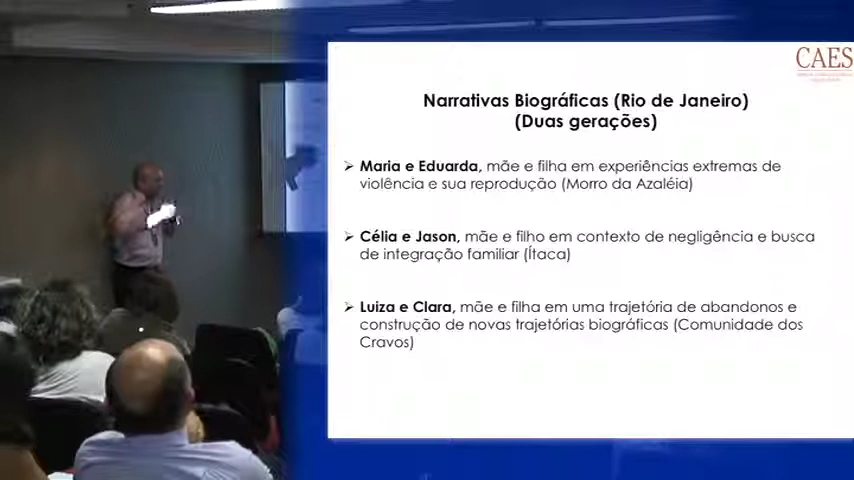 CAES
Narrativas Biográficas (Rio de Janeiro)
(Duas gerações)
➢ Maria e Eduarda, mãe e filha em experiências extremas de
violência e sua reprodução (Morro da Azaléia)
➢ Célia e Jason, mãe e filho em contexto de negligência e busca
de integração familiar (Ítaca)
➢ Luiza e Clara, mãe e filha em uma trajetória de abandonos e
construção de novas trajetórias biográficas (Comunidade dos
Cravos)